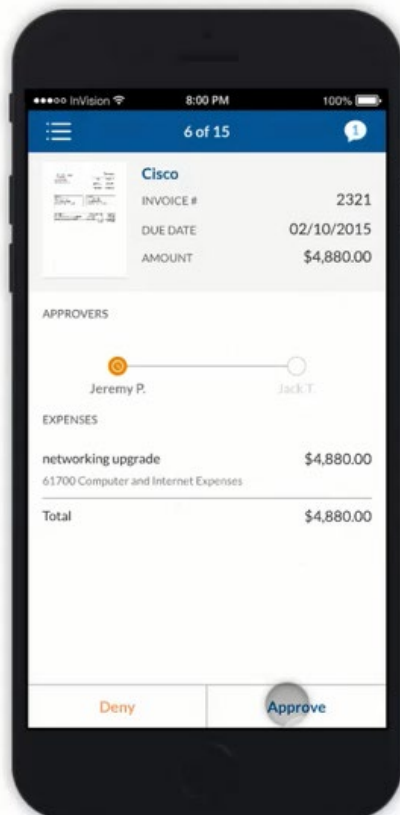 InVision 8:00 PM 100%
6 of 15 1
Cisco
INVOICE # 2321
DUE DATE 02/10/2015
AMOUNT $4,880.00
APPROVERS
Jeremy P. Jack T.
EXPENSES
networking upgrade $4,880.00
61700 Computer and Internet Expenses
Total $4,880.00
Deny Approve